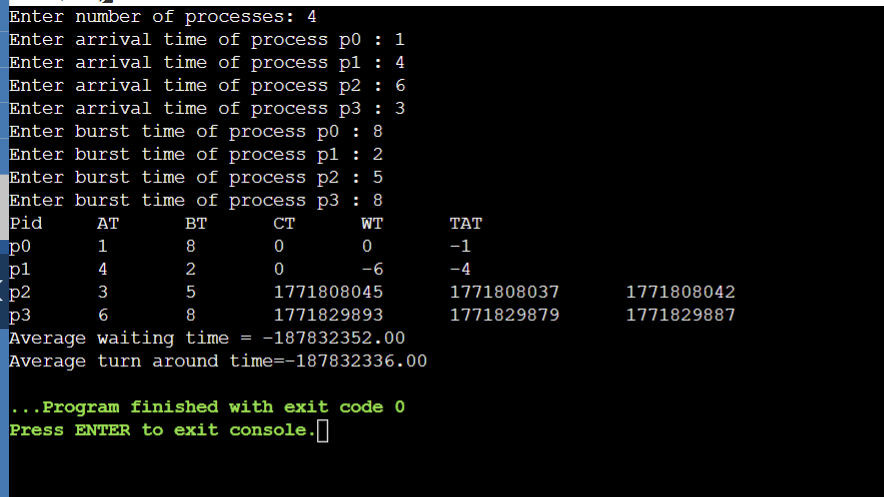 Enter number of processes: 4
Enter arrival time of process p0 : 1
Enter arrival time of process p1 : 4
Enter arrival time of process p2 : 6
Enter arrival time of process p3 : 3
Enter burst time of process p0 : 8
Enter burst time of process p1 : 2
Enter burst time of process p2 : 5
Enter burst time of process p3 : 8
Pid AT BT CT WT TAT
p0 1 8 0 0 -1
p1 4 2 0 -6 -4
p2 3 5 1771808045 1771808037 1771808042
p3 6 8 1771829893 1771829879 1771829887
Average waiting time = -187832352.00
Average turn around time=-187832336.00
...Program finished with exit code 0
Press ENTER to exit console.